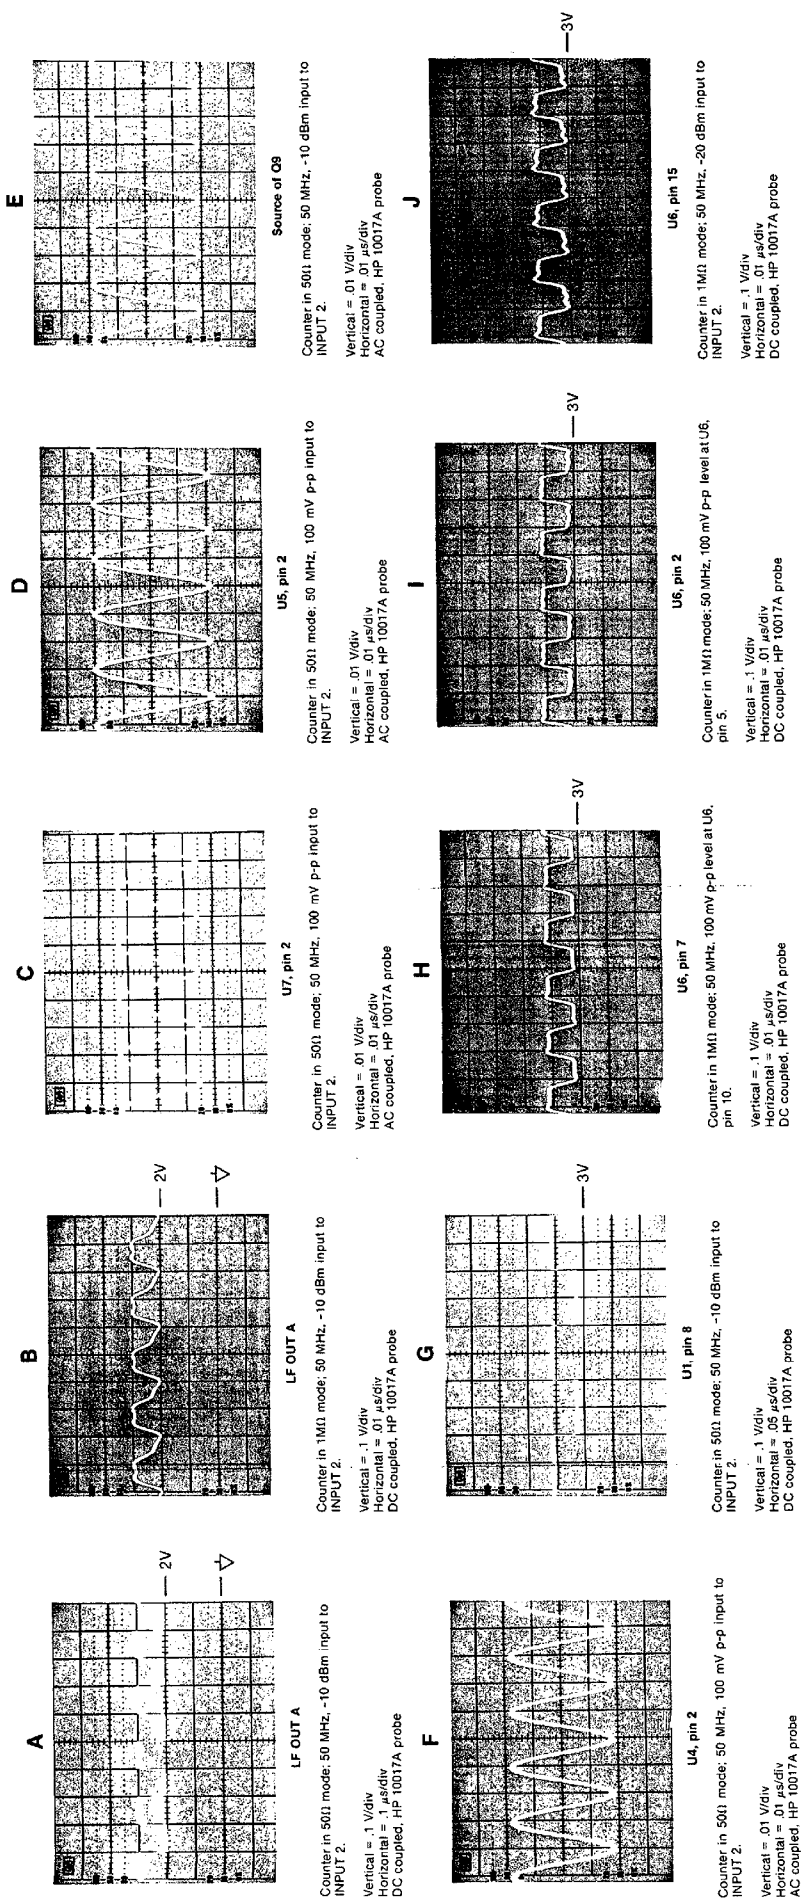 A
2V
LF OUT A
Counter in 50Ω mode; 50 MHz, -10 dBm input to
INPUT 2.
Vertical = .1 V/div
Horizontal = .1 µs/div
DC coupled, HP 10017A probe
B
2V
LF OUT A
Counter in 1MΩ mode; 50 MHz, -10 dBm input to
INPUT 2.
Vertical = .1 V/div
Horizontal = .01 µs/div
DC coupled, HP 10017A probe
C
U7, pin 2
Counter in 50Ω mode; 50 MHz, 100 mV p-p input to
INPUT 2.
Vertical = .01 V/div
Horizontal = .01 µs/div
AC coupled, HP 10017A probe
D
U5, pin 2
Counter in 50Ω mode; 50 MHz, 100 mV p-p input to
INPUT 2.
Vertical = .01 V/div
Horizontal = .01 µs/div
AC coupled, HP 10017A probe
E
Source of Q9
Counter in 50Ω mode; 50 MHz, -10 dBm input to
INPUT 2.
Vertical = .01 V/div
Horizontal = .01 µs/div
AC coupled, HP 10017A probe
F
U4, pin 2
Counter in 50Ω mode; 50 MHz, 100 mV p-p input to
INPUT 2.
Vertical = .01 V/div
Horizontal = .01 µs/div
AC coupled, HP 10017A probe
G
3V
U1, pin 8
Counter in 50Ω mode; 50 MHz, -10 dBm input to
INPUT 2.
Vertical = .1 V/div
Horizontal = .05 µs/div
DC coupled, HP 10017A probe
H
3V
U6, pin 7
Counter in 1MΩ mode; 50 MHz, 100 mV p-p level at U6,
pin 10.
Vertical = .1 V/div
Horizontal = .01 µs/div
DC coupled, HP 10017A probe
I
3V
U6, pin 2
Counter in 1MΩ mode; 50 MHz, 100 mV p-p level at U6,
pin 5.
Vertical = .1 V/div
Horizontal = .01 µs/div
DC coupled, HP 10017A probe
J
3V
U6, pin 15
Counter in 1MΩ mode; 50 MHz, -20 dBm input to
INPUT 2.
Vertical = .1 V/div
Horizontal = .01 µs/div
DC coupled, HP 10017A probe